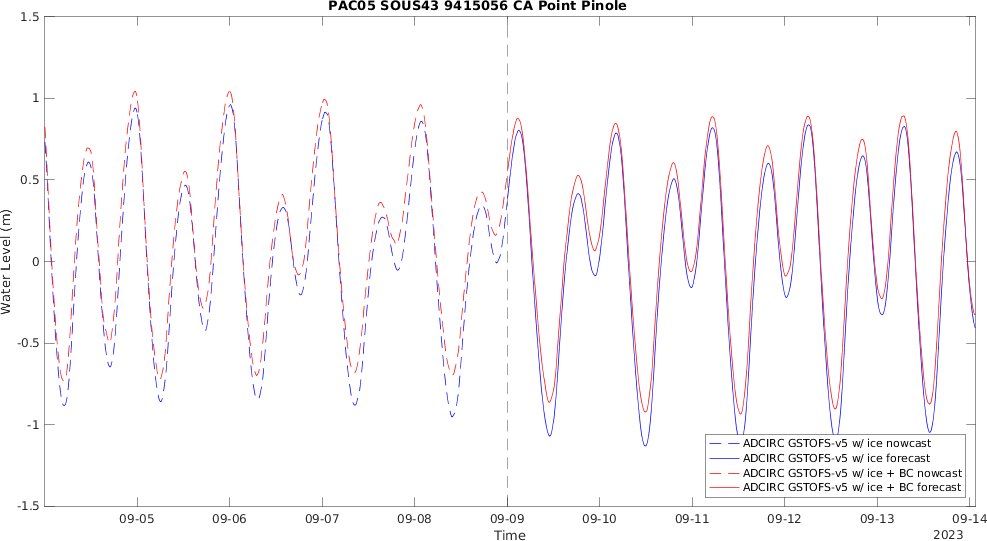 PAC05 SOUS43 9415056 CA Point Pinole
1.5
1
0.5
0
-0.5
-1
-1.5
Water Level (m)
09-05 09-06 09-07 09-08 09-09 09-10 09-11 09-12 09-13 09-14
Time
2023
ADCIRC GSTOFS-v5 w/ ice nowcast
ADCIRC GSTOFS-v5 w/ ice forecast
ADCIRC GSTOFS-v5 w/ ice + BC nowcast
ADCIRC GSTOFS-v5 w/ ice + BC forecast